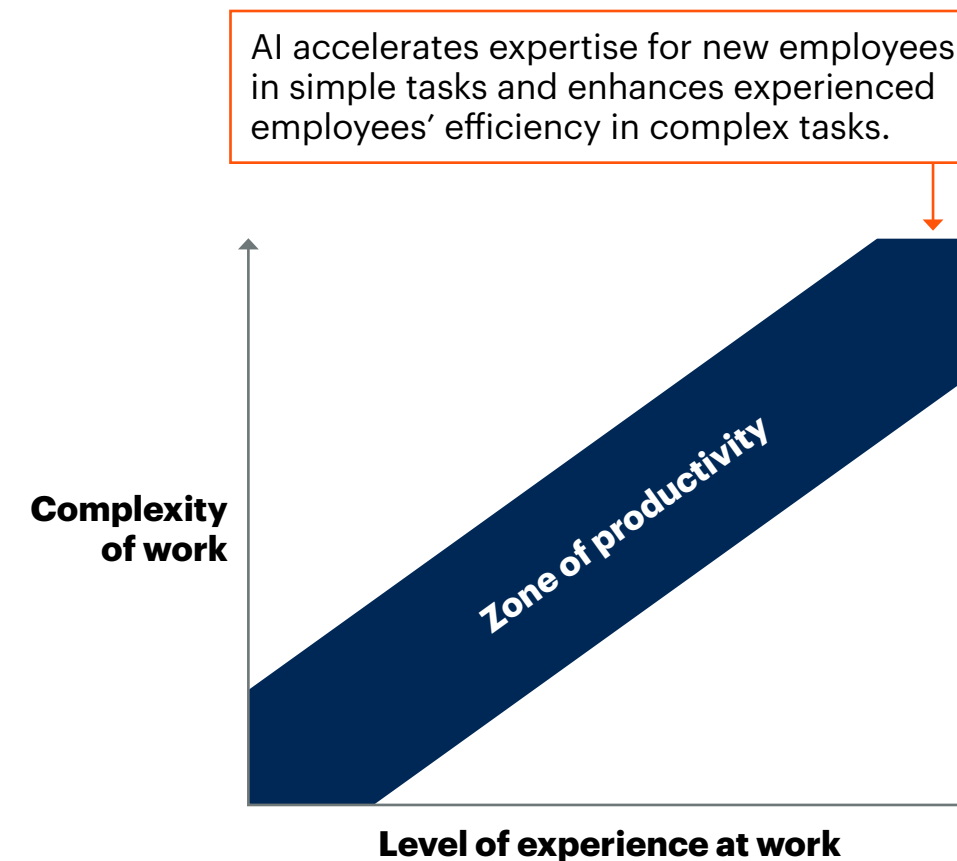 AI accelerates expertise for new employees
in simple tasks and enhances experienced
employees’ efficiency in complex tasks.
Complexity
of work
Zone of productivity
Level of experience at work